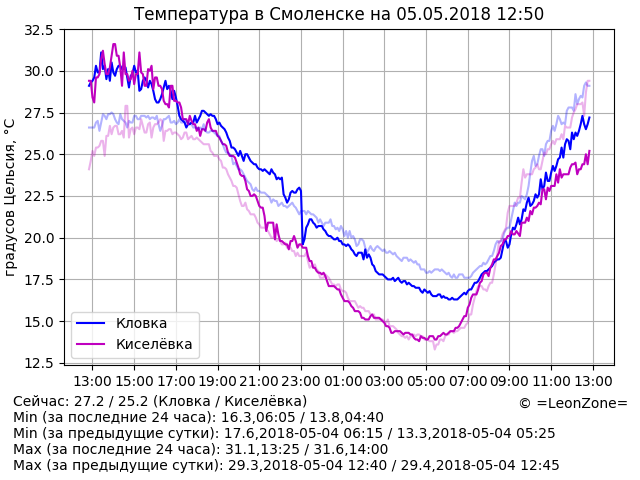 Температура в Смоленске на 05.05.2018 12:50
32.5
30.0
27.5
25.0
22.5
20.0
17.5
15.0
12.5
градусов Цельсия, °C
Кловка
Киселёвка
13:00 15:00 17:00 19:00 21:00 23:00 01:00 03:00 05:00 07:00 09:00 11:00 13:00
Сейчас: 27.2 / 25.2 (Кловка / Киселёвка)
© =LeonZone=
Min (за последние 24 часа): 16.3,06:05 / 13.8,04:40
Min (за предыдущие сутки): 17.6,2018-05-04 06:15 / 13.3,2018-05-04 05:25
Max (за последние 24 часа): 31.1,13:25 / 31.6,14:00
Max (за предыдущие сутки): 29.3,2018-05-04 12:40 / 29.4,2018-05-04 12:45